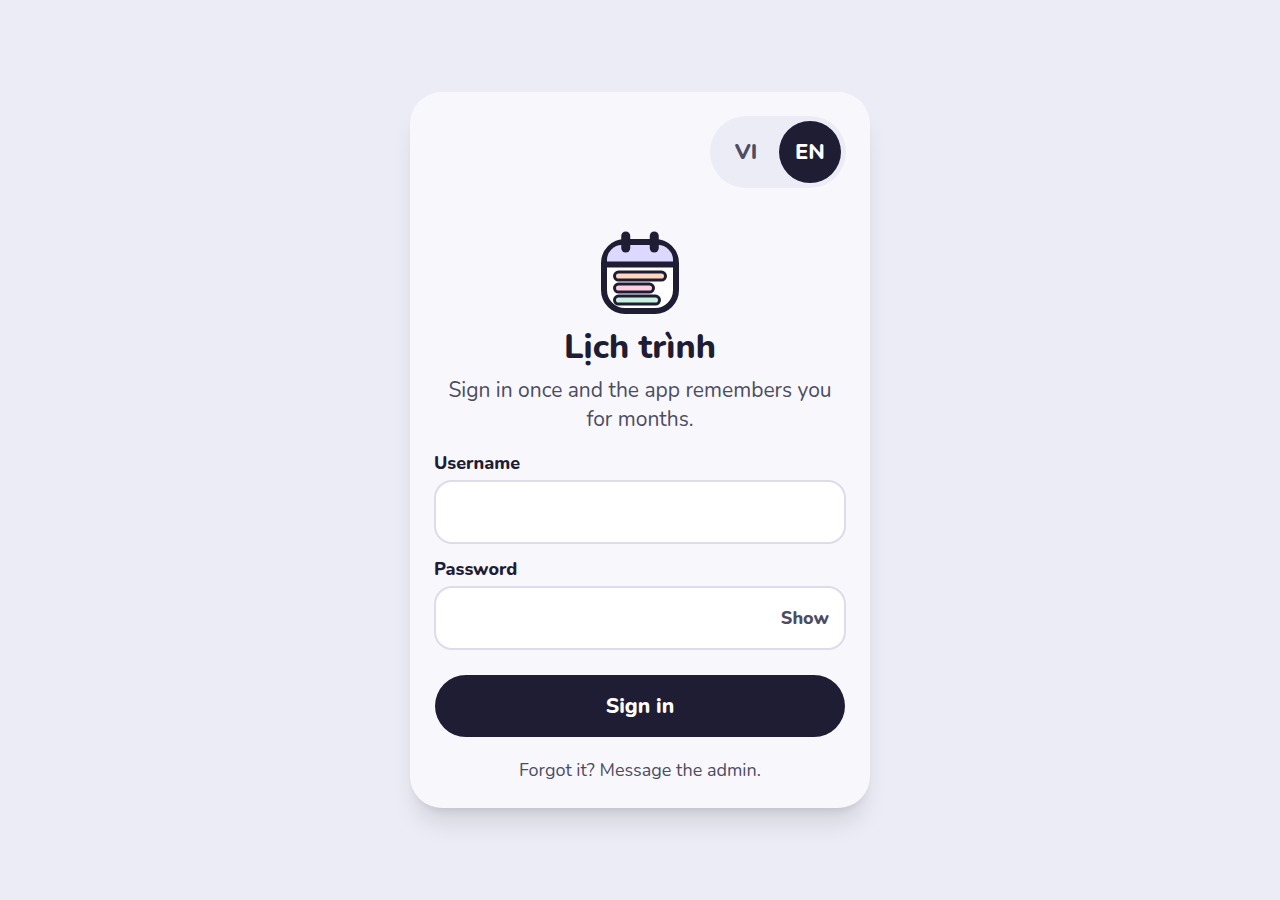 VI EN
Lịch trình
Sign in once and the app remembers you
for months.
Username
Password
Show
Sign in
Forgot it? Message the admin.